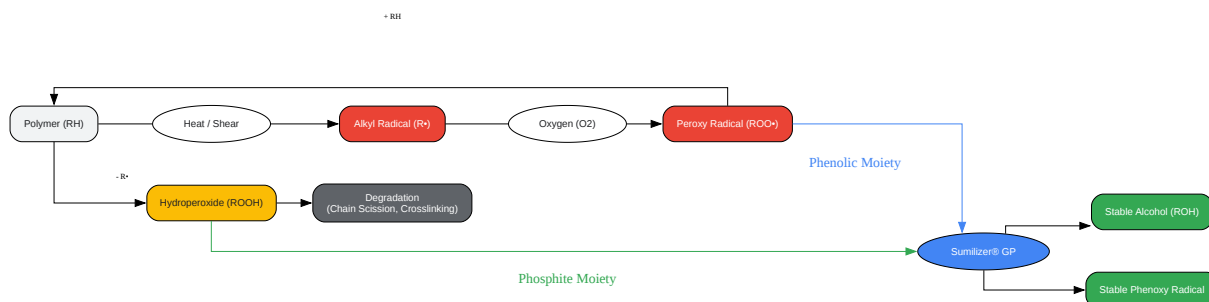 + RH
Polymer (RH)
Heat / Shear
Alkyl Radical (R•)
Oxygen (O2)
Peroxy Radical (ROO•)
Phenolic Moiety
- R•
Hydroperoxide (ROOH)
Degradation
(Chain Scission, Crosslinking)
Stable Alcohol (ROH)
Sumilizer® GP
Phosphite Moiety
Stable Phenoxy Radical